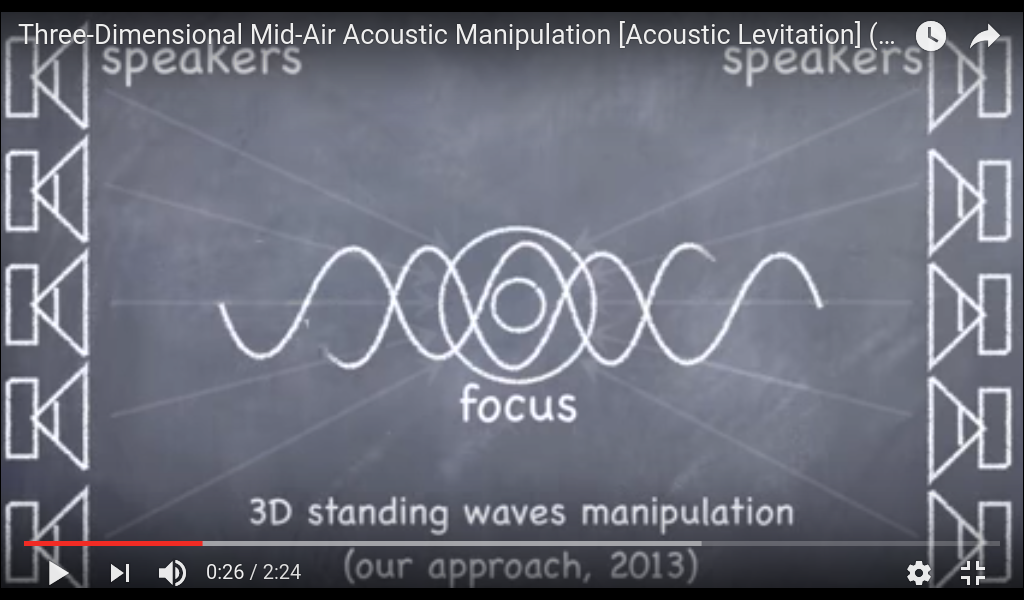 Three-Dimensional Mid-Air Acoustic Manipulation [Acoustic Levitation] (...
speakers speakers
focus
3D standing waves manipulation
(our approach, 2013)
0:26 / 2:24